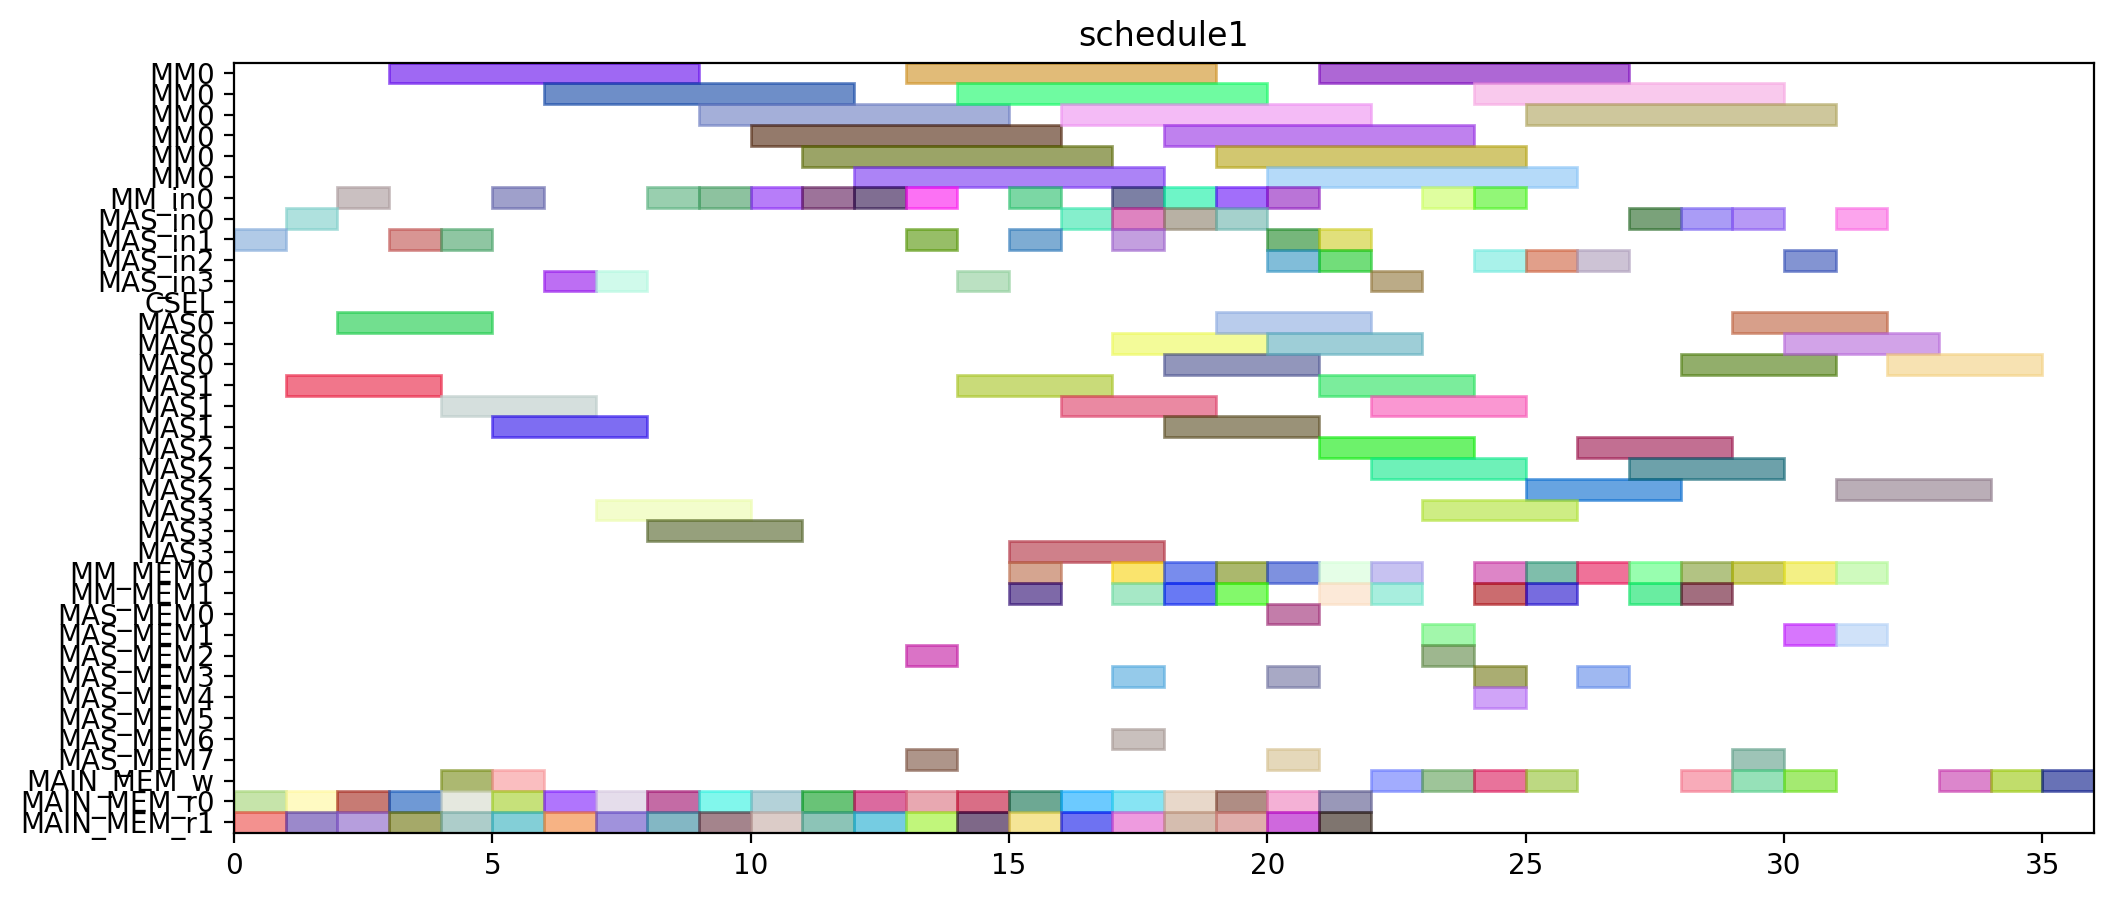 schedule1
MM0
MM0
MM0
MM0
MM0
MM0
MM_in0
MAS_in0
MAS_in1
MAS_in2
MAS_in3
CSEL
MAS0
MAS0
MAS0
MAS1
MAS1
MAS1
MAS2
MAS2
MAS2
MAS3
MAS3
MAS3
MM_MEM0
MM_MEM1
MAS_MEM0
MAS_MEM1
MAS_MEM2
MAS_MEM3
MAS_MEM4
MAS_MEM5
MAS_MEM6
MAS_MEM7
MAIN_MEM_w
MAIN_MEM_r0
MAIN_MEM_r1
0 5 10 15 20 25 30 35